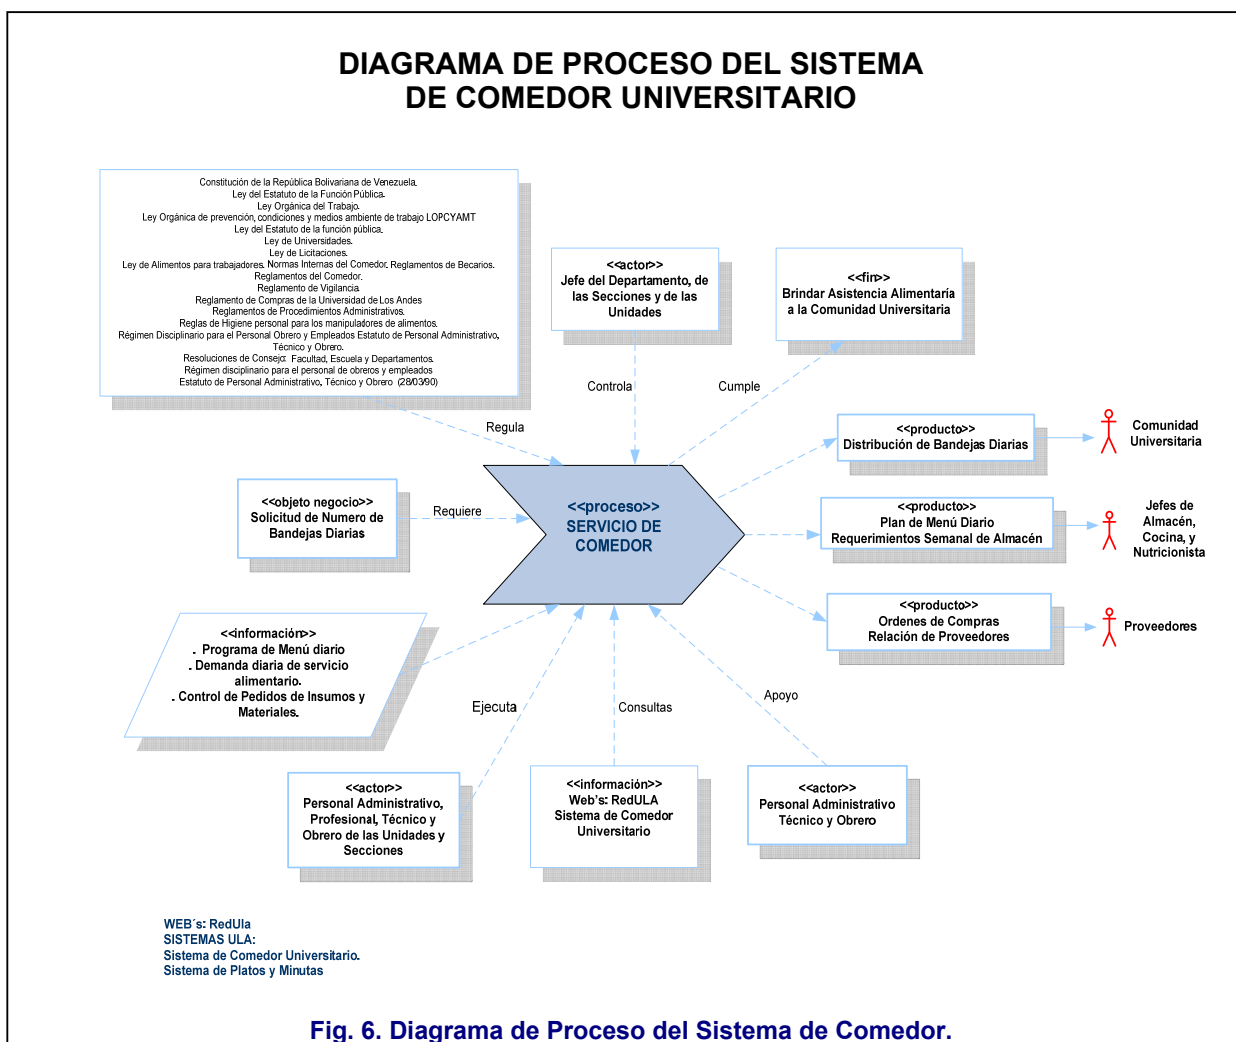 DIAGRAMA DE PROCESO DEL SISTEMA
DE COMEDOR UNIVERSITARIO
Constitución de la República Bolivariana de Venezuela.
Ley del Estatuto de la Función Pública.
Ley Orgánica del Trabajo.
Ley Orgánica de prevención, condiciones y medios ambiente de trabajo LOPCYAMT
Ley del Estatuto de la función pública.
Ley de Universidades.
Ley de Licitaciones.
Ley de Alimentos para trabajadores. Normas Internas del Comedor. Reglamentos de Becarios.
Reglamentos del Comedor.
Reglamento de Vigilancia
Reglamento de Compras de la Universidad de Los Andes
Reglamentos de Procedimientos Administrativos.
Reglas de Higiene personal para los manipuladores de alimentos.
Régimen Disciplinario para el Personal Obrero y Empleados Estatuto de Personal Administrativo,
Técnico y Obrero.
Resoluciones de Consejo: Facultad, Escuela y Departamentos.
Régimen disciplinario para el personal de obreros y empleados
Estatuto de Personal Administrativo, Técnico y Obrero (28/03/90)
<<actor>>
Jefe del Departamento, de
las Secciones y de las
Unidades
<<fin>>
Brindar Asistencia Alimentaría
a la Comunidad Universitaria
Controla
Cumple
Regula
<<producto>>
Distribución de Bandejas Diarias
Comunidad
Universitaria
<<objeto negocio>>
Solicitud de Numero de
Bandejas Diarias
Requiere
<<proceso>>
SERVICIO DE
COMEDOR
<<producto>>
Plan de Menú Diario
Requerimientos Semanal de Almacén
Jefes de
Almacén,
Cocina, y
Nutricionista
<<producto>>
Ordenes de Compras
Relación de Proveedores
Proveedores
<<información>>
. Programa de Menú diario
. Demanda diaria de servicio
alimentario.
. Control de Pedidos de Insumos y
Materiales.
Ejecuta
Consultas
Apoyo
<<actor>>
Personal Administrativo,
Profesional, Técnico y
Obrero de las Unidades y
Secciones
<<información>>
Web's: RedULA
Sistema de Comedor
Universitario
<<actor>>
Personal Administrativo
Técnico y Obrero
WEB´s: RedUla
SISTEMAS ULA:
Sistema de Comedor Universitario.
Sistema de Platos y Minutas
Fig. 6. Diagrama de Proceso del Sistema de Comedor.